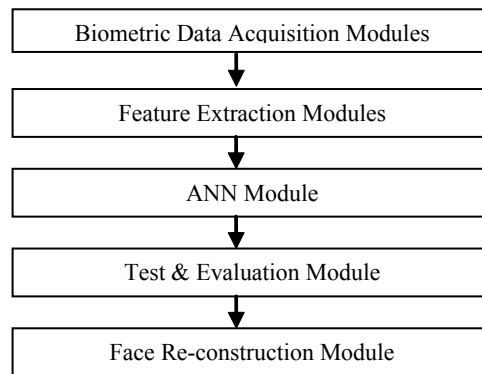 Biometric Data Acquisition Modules
Feature Extraction Modules
ANN Module
Test & Evaluation Module
Face Re-construction Module